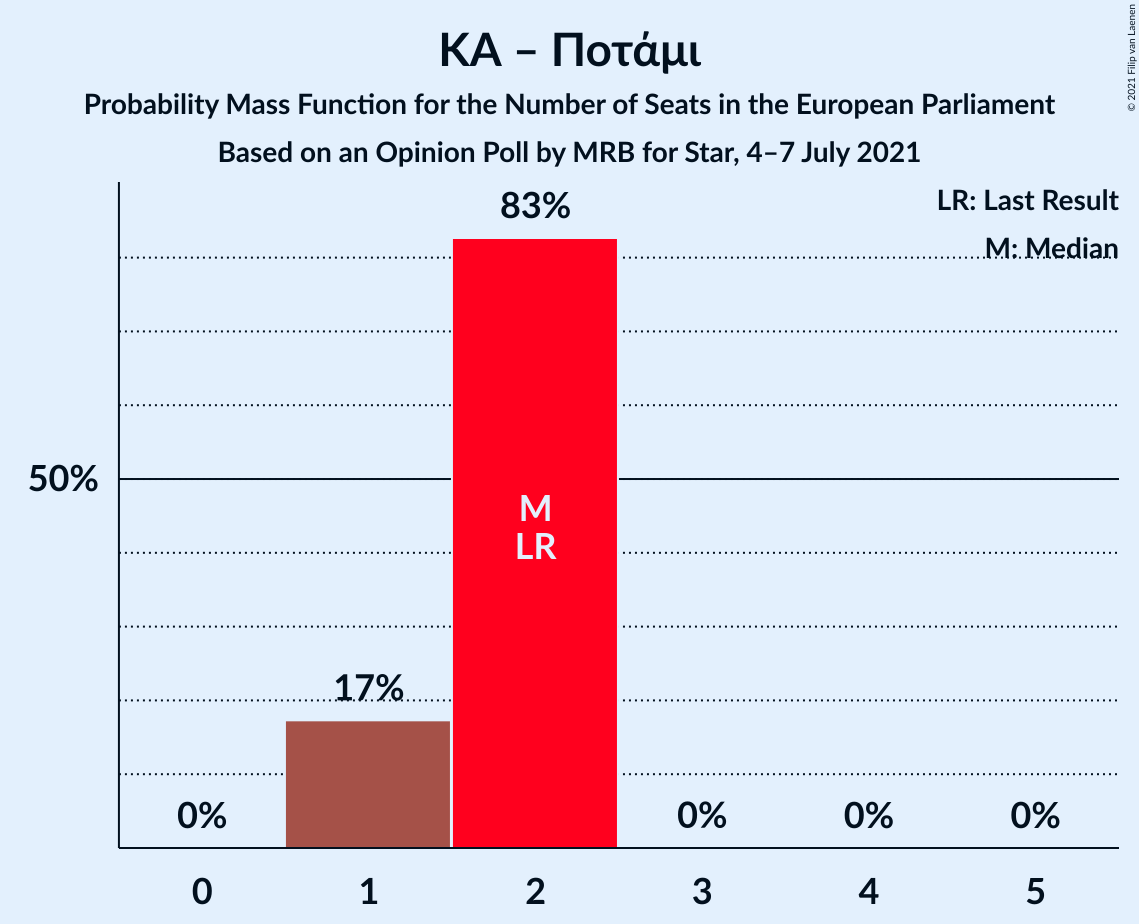 ΚΑ – Ποτάμι
Probability Mass Function for the Number of Seats in the European Parliament
Based on an Opinion Poll by MRB for Star, 4–7 July 2021
© 2021 Filip van Laenen
LR: Last Result
M: Median
83%
50%
M
LR
17%
0%
0%
0%
0%
0
1
2
3
4
5